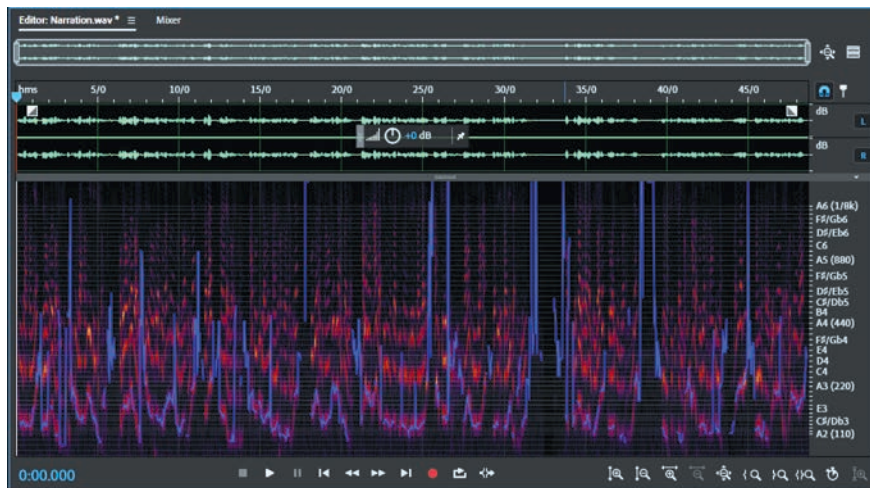 Editor: Narration.wav * ≡ Mixer
hms 5/0 10/0 15/0 20/0 25/0 30/0 35/0 40/0 45/0
dB
L
+0 dB
dB
R
A6 (1/8k)
F♯/Gb6
D♯/Eb6
C6
A5 (880)
F♯/Gb5
D♯/Eb5
C♯/Db5
B4
A4 (440)
F♯/Gb4
E4
D4
C4
A3 (220)
E3
C♯/Db3
A2 (110)
0:00.000